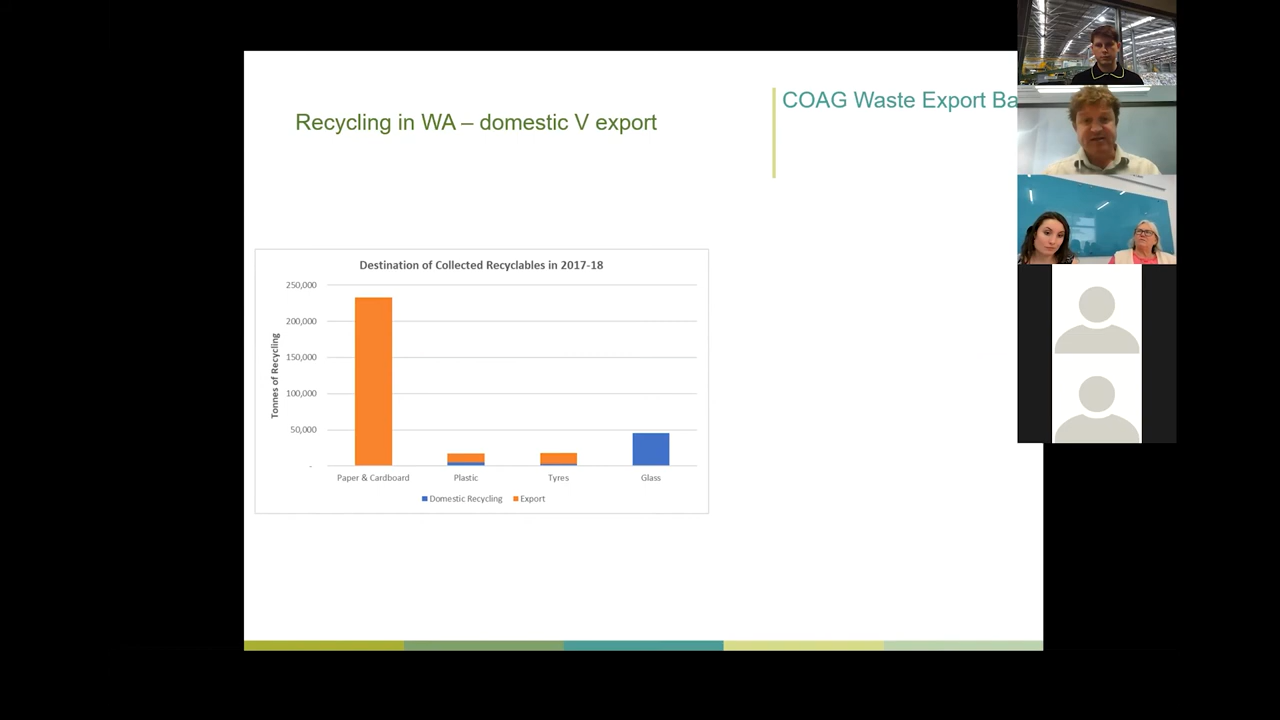 Recycling in WA – domestic V export
COAG Waste Export Ba
Destination of Collected Recyclables in 2017-18
Tonnes of Recycling
250,000
200,000
150,000
100,000
50,000
-
Paper & Cardboard
Plastic
Tyres
Glass
Domestic Recycling
Export